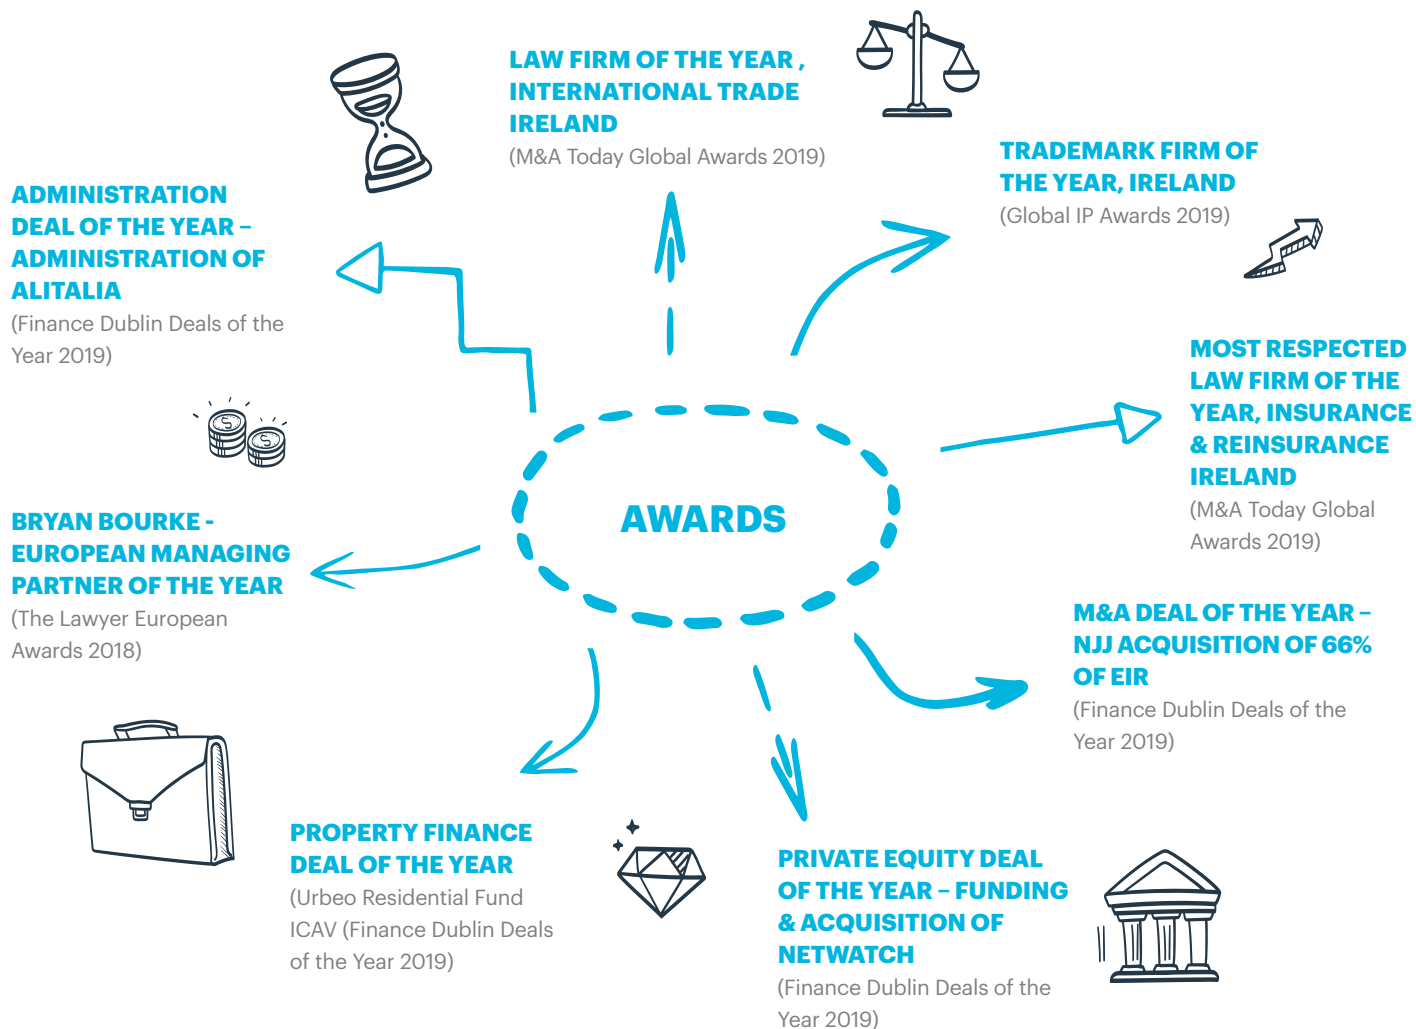 LAW FIRM OF THE YEAR ,
INTERNATIONAL TRADE
IRELAND
(M&A Today Global Awards 2019)
TRADEMARK FIRM OF
THE YEAR, IRELAND
(Global IP Awards 2019)
ADMINISTRATION
DEAL OF THE YEAR –
ADMINISTRATION OF
ALITALIA
(Finance Dublin Deals of the
Year 2019)
MOST RESPECTED
LAW FIRM OF THE
YEAR, INSURANCE
& REINSURANCE
IRELAND
(M&A Today Global
Awards 2019)
AWARDS
BRYAN BOURKE -
EUROPEAN MANAGING
PARTNER OF THE YEAR
(The Lawyer European
Awards 2018)
M&A DEAL OF THE YEAR –
NJJ ACQUISITION OF 66%
OF EIR
(Finance Dublin Deals of the
Year 2019)
PROPERTY FINANCE
DEAL OF THE YEAR
(Urbeo Residential Fund
ICAV (Finance Dublin Deals
of the Year 2019)
PRIVATE EQUITY DEAL
OF THE YEAR – FUNDING
& ACQUISITION OF
NETWATCH
(Finance Dublin Deals of the
Year 2019)